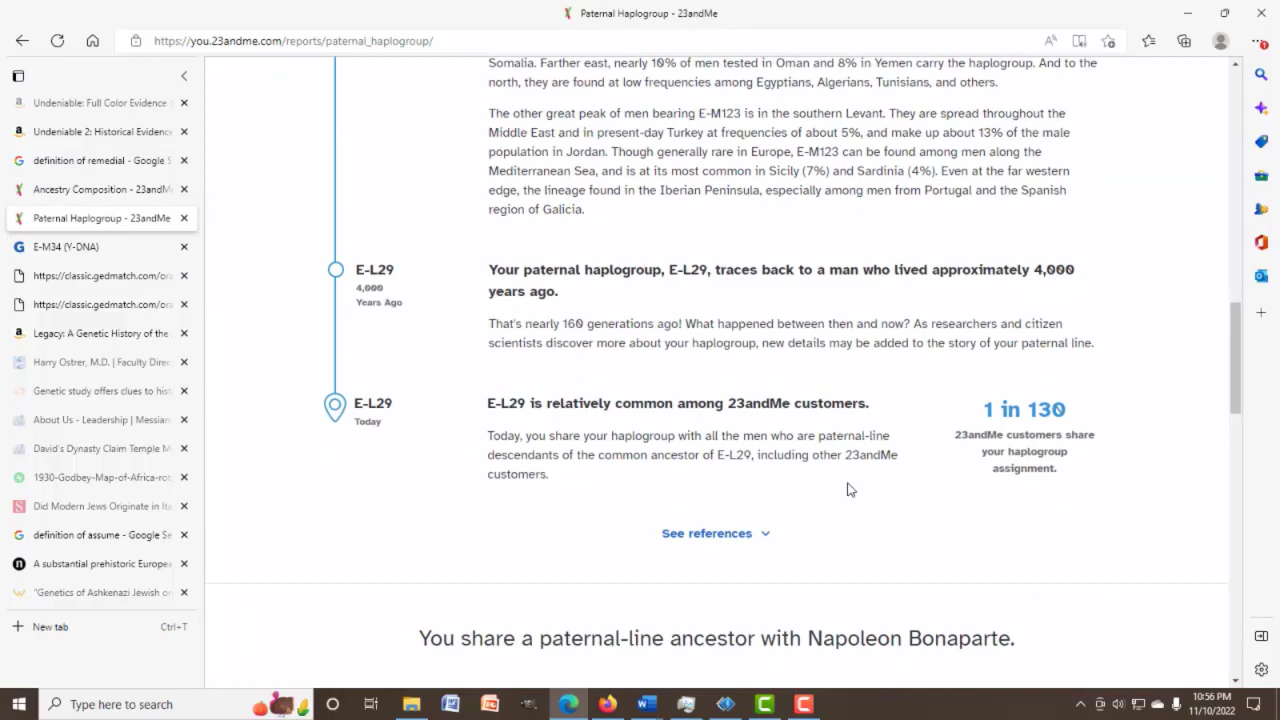 Paternal Haplogroup - 23andMe
https://you.23andme.com/reports/paternal_haplogroup/
Undeniable: Full Color Evidence
Undeniable 2: Historical Evidence
definition of remedial - Google S
Ancestry Composition - 23andMe
Paternal Haplogroup - 23andMe
E-M34 (Y-DNA)
https://classic.gedmatch.com/ora
https://classic.gedmatch.com/ora
Legacy: A Genetic History of the
Harry Ostrer, M.D. | Faculty Direc
Genetic study offers clues to hist
About Us - Leadership | Messian
David's Dynasty Claim Temple M
1930-Godbey-Map-of-Africa-rot
Did Modern Jews Originate in Ita
definition of assume - Google Se
A substantial prehistoric Europea
"Genetics of Ashkenazi Jewish or
New tab Ctrl+T
Somalia. Farther east, nearly 10% of men tested in Oman and 8% in Yemen carry the haplogroup. And to the
north, they are found at low frequencies among Egyptians, Algerians, Tunisians, and others.
The other great peak of men bearing E-M123 is in the southern Levant. They are spread throughout the
Middle East and in present-day Turkey at frequencies of about 5%, and make up about 13% of the male
population in Jordan. Though generally rare in Europe, E-M123 can be found among men along the
Mediterranean Sea, and is at its most common in Sicily (7%) and Sardinia (4%). Even at the far western
edge, the lineage found in the Iberian Peninsula, especially among men from Portugal and the Spanish
region of Galicia.
E-L29
4,000
Years Ago
Your paternal haplogroup, E-L29, traces back to a man who lived approximately 4,000
years ago.
That's nearly 160 generations ago! What happened between then and now? As researchers and citizen
scientists discover more about your haplogroup, new details may be added to the story of your paternal line.
E-L29
Today
E-L29 is relatively common among 23andMe customers.
Today, you share your haplogroup with all the men who are paternal-line
descendants of the common ancestor of E-L29, including other 23andMe
customers.
1 in 130
23andMe customers share
your haplogroup
assignment.
See references
You share a paternal-line ancestor with Napoleon Bonaparte.
Type here to search
10:56 PM
11/10/2022